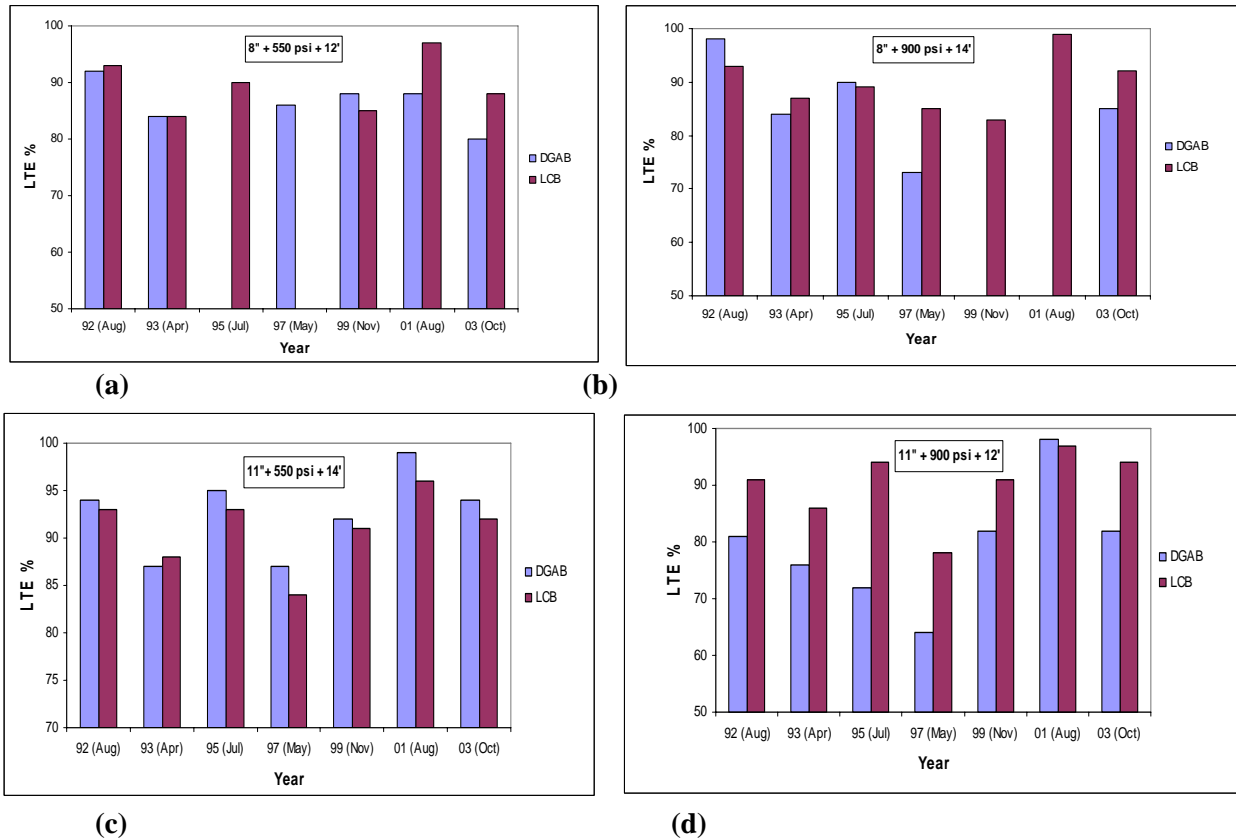 8" + 550 psi + 12'
100
90
80
70
60
50
LTE %
92 (Aug) 93 (Apr) 95 (Jul) 97 (May) 99 (Nov) 01 (Aug) 03 (Oct)
Year
DGAB
LCB
(a)
8" + 900 psi + 14'
100
90
80
70
60
50
LTE %
92 (Aug) 93 (Apr) 95 (Jul) 97 (May) 99 (Nov) 01 (Aug) 03 (Oct)
Year
DGAB
LCB
(b)
11"+ 550 psi + 14'
100
95
90
85
80
75
70
LTE %
92 (Aug) 93 (Apr) 95 (Jul) 97 (May) 99 (Nov) 01 (Aug) 03 (Oct)
Year
DGAB
LCB
(c)
11" + 900 psi + 12'
100
90
80
70
60
50
LTE %
92 (Aug) 93 (Apr) 95 (Jul) 97 (May) 99 (Nov) 01 (Aug) 03 (Oct)
Year
DGAB
LCB
(d)